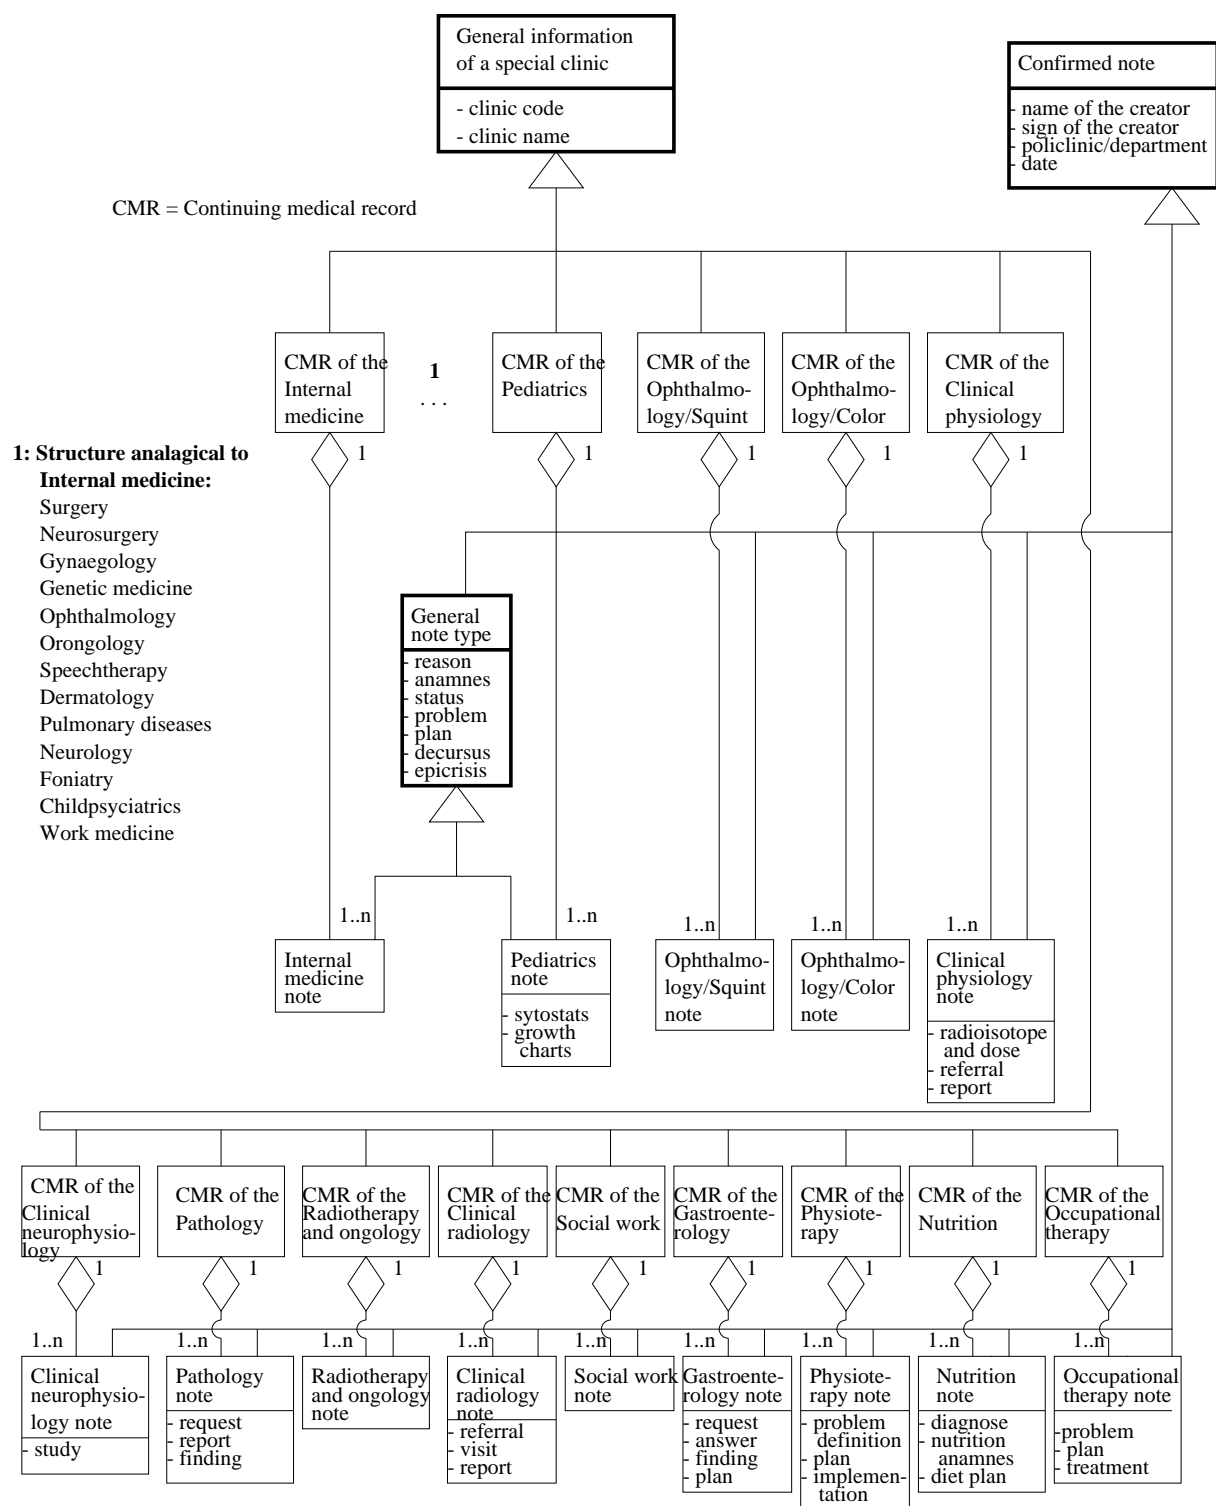 General information
of a special clinic
- clinic code
- clinic name
Confirmed note
- name of the creator
- sign of the creator
- policlinic/department
- date
CMR = Continuing medical record
CMR of the
Internal
medicine
1
. . .
CMR of the
Pediatrics
CMR of the
Ophthalmo-
logy/Squint
CMR of the
Ophthalmo-
logy/Color
CMR of the
Clinical
physiology
1
1
1
1
1
1: Structure analagical to
Internal medicine:
Surgery
Neurosurgery
Gynaegology
Genetic medicine
Ophthalmology
Orongology
Speechtherapy
Dermatology
Pulmonary diseases
Neurology
Foniatry
Childpsyciatrics
Work medicine
General
note type
- reason
- anamnes
- status
- problem
- plan
- decursus
- epicrisis
1..n
1..n
1..n
1..n
1..n
Internal
medicine
note
Pediatrics
note
- sytostats
- growth
charts
Ophthalmo-
logy/Squint
note
Ophthalmo-
logy/Color
note
Clinical
physiology
note
- radioisotope
and dose
- referral
- report
CMR of the
Clinical
neurophysio-
logy
CMR of the
Pathology
CMR of the
Radiotherapy
and ongology
CMR of the
Clinical
radiology
CMR of the
Social work
CMR of the
Gastroente-
rology
CMR of the
Physiote-
rapy
CMR of the
Nutrition
CMR of the
Occupational
therapy
1
1
1
1
1
1
1
1
1
1..n
1..n
1..n
1..n
1..n
1..n
1..n
1..n
1..n
Clinical
neurophysio-
logy note
- study
Pathology
note
- request
- report
- finding
Radiotherapy
and ongology
note
Clinical
radiology
note
- referral
- visit
- report
Social work
note
Gastroente-
rology note
- request
- answer
- finding
- plan
Physiote-
rapy note
- problem
definition
- plan
- implemen-
tation
Nutrition
note
- diagnose
- nutrition
anamnes
- diet plan
Occupational
therapy note
-problem
- plan
- treatment